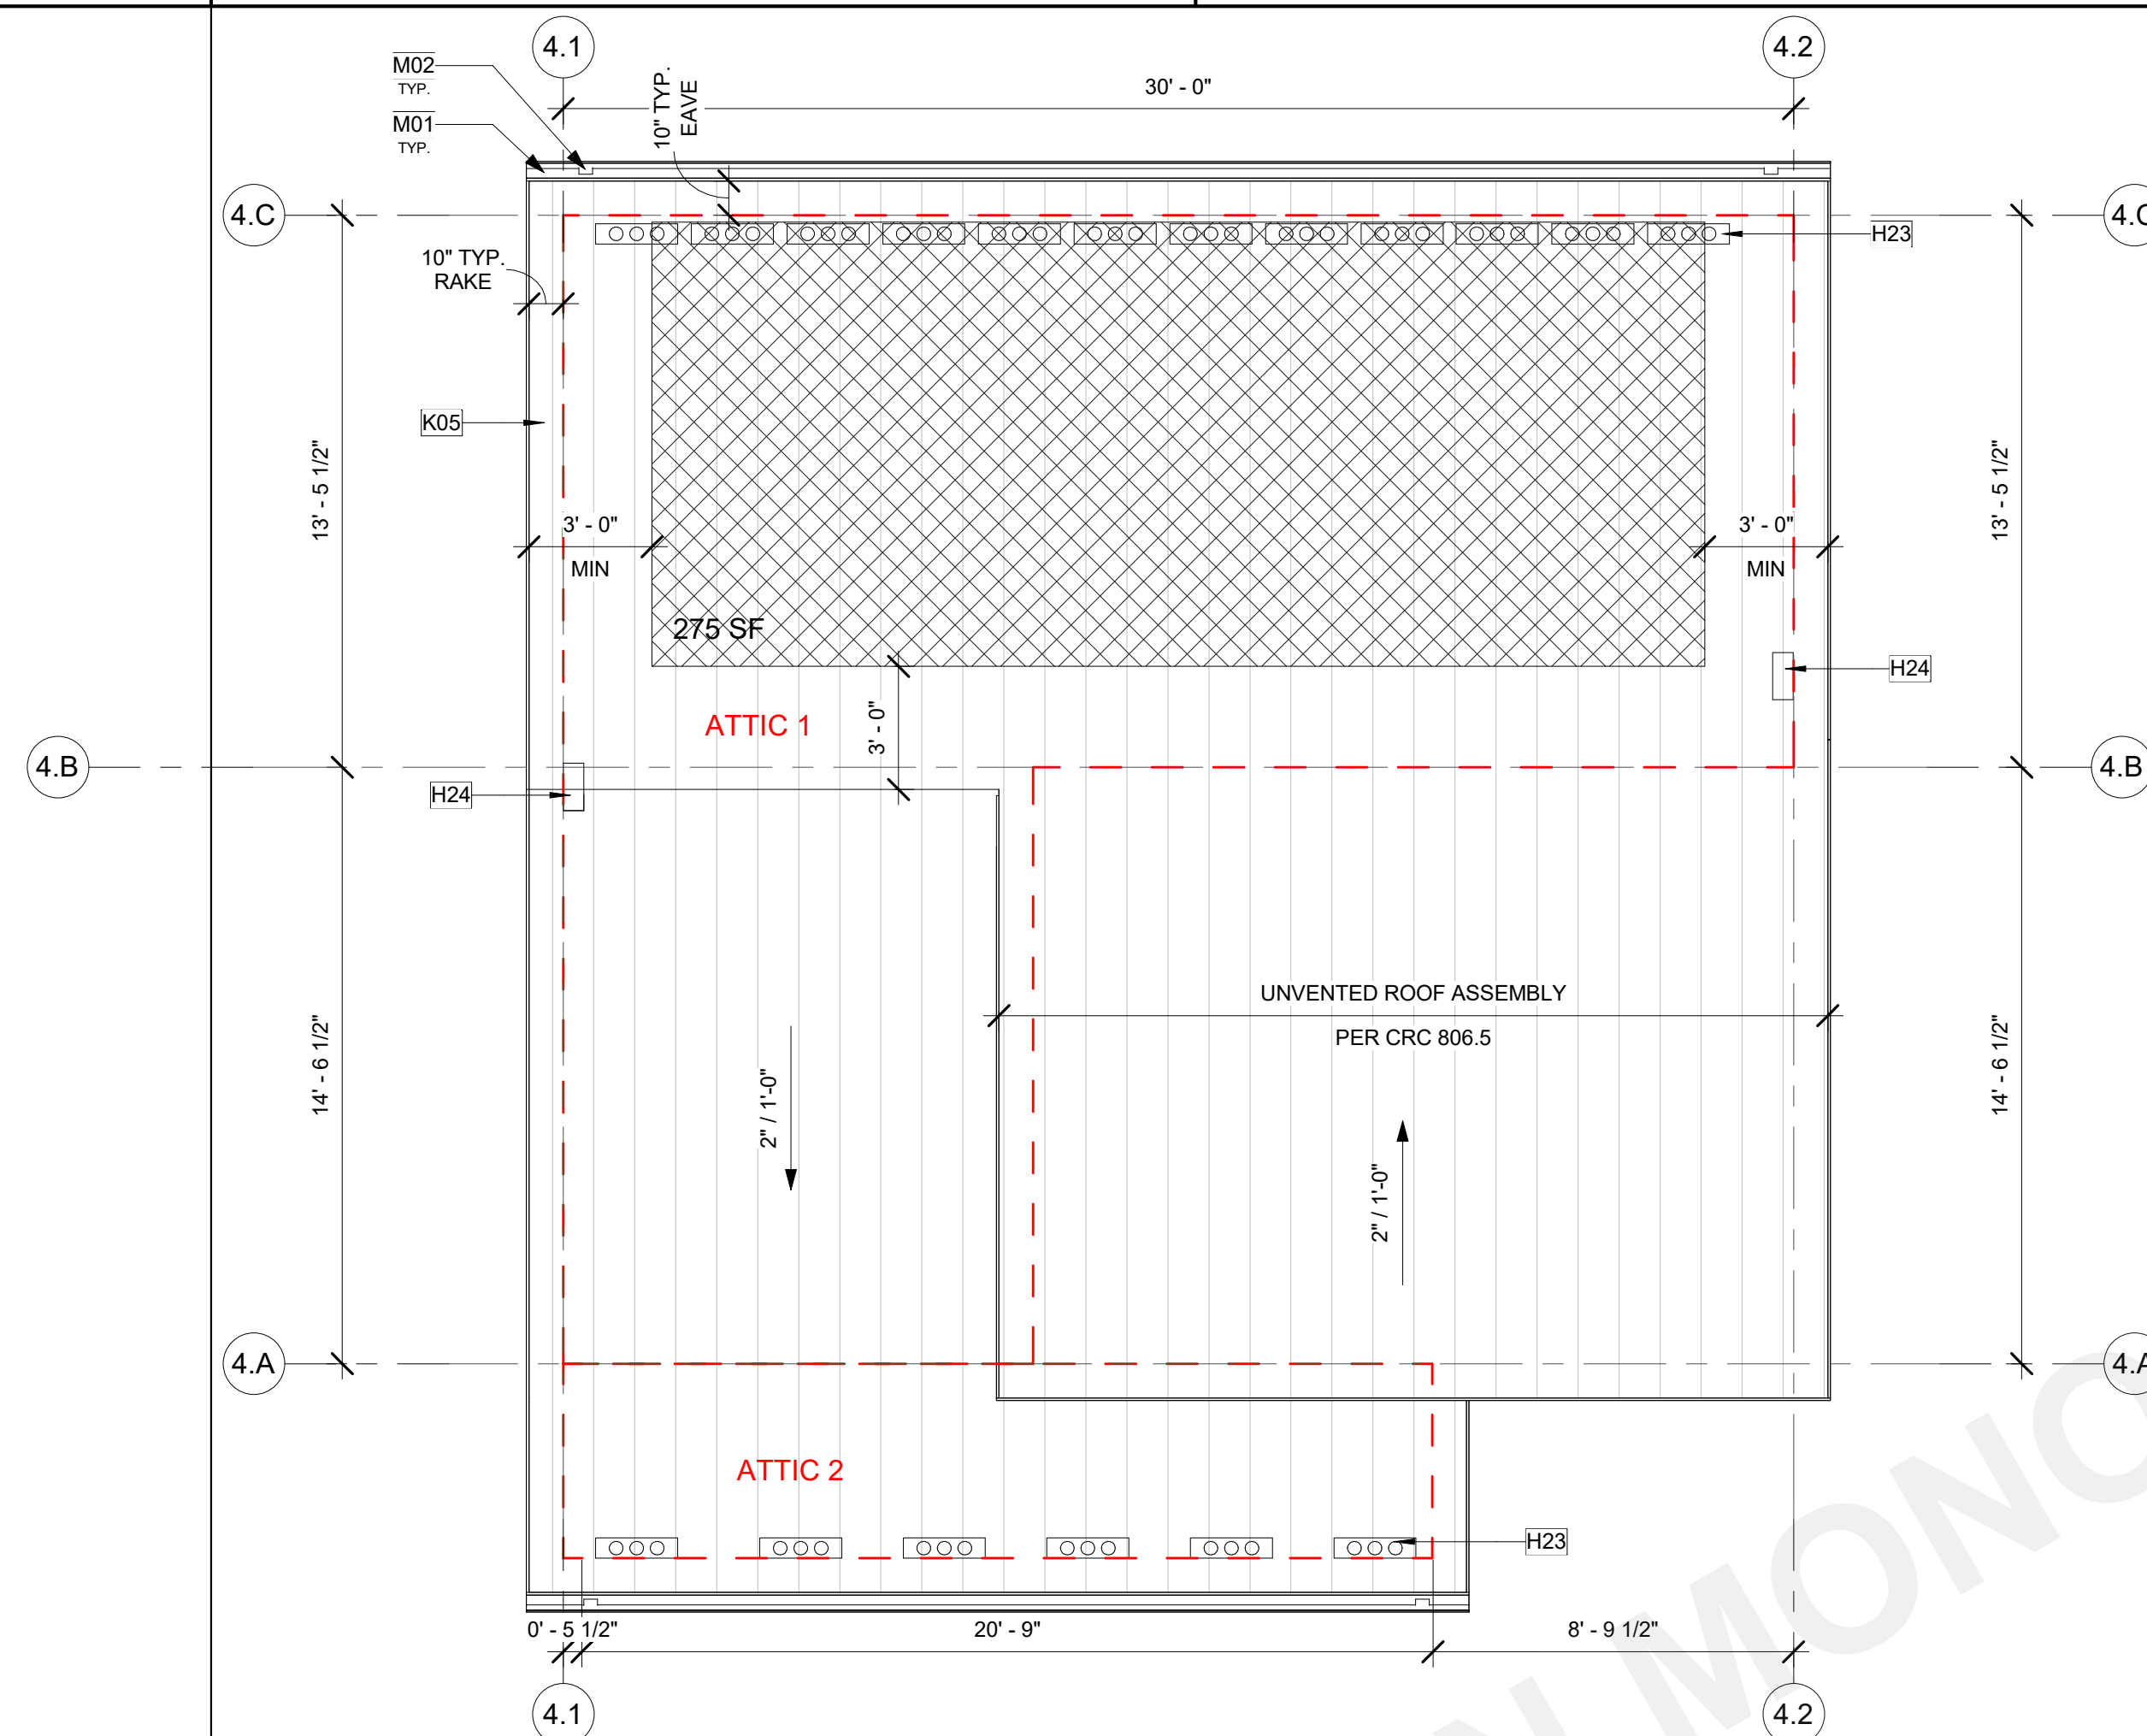 4.1
4.2
M02
TYP.
M01
TYP.
10" TYP.
EAVE
30' - 0"
4.C
4.C
H23
10" TYP.
RAKE
K05
13' - 5 1/2"
13' - 5 1/2"
3' - 0"
MIN
3' - 0"
MIN
275 SF
H24
ATTIC 1
3' - 0"
4.B
4.B
H24
UNVENTED ROOF ASSEMBLY
PER CRC 806.5
14' - 6 1/2"
14' - 6 1/2"
2" / 1'-0"
2" / 1'-0"
4.A
4.A
ATTIC 2
H23
0' - 5 1/2"
20' - 9"
8' - 9 1/2"
4.1
4.2